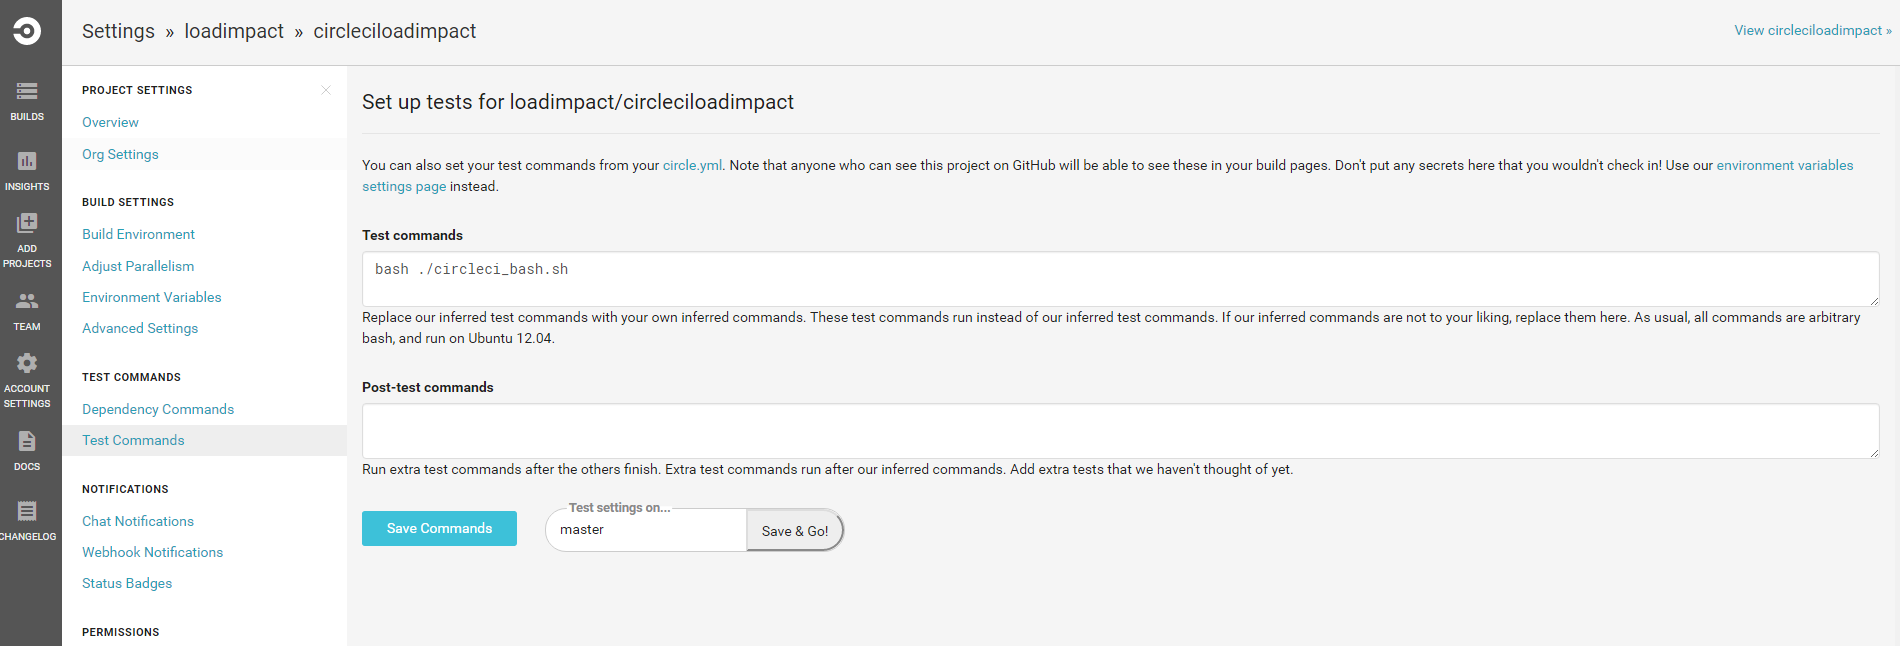 Settings » loadimpact » circleciloadimpact
View circleciloadimpact »
BUILDS
INSIGHTS
ADD
PROJECTS
TEAM
ACCOUNT
SETTINGS
DOCS
CHANGELOG
PROJECT SETTINGS
Overview
Org Settings
BUILD SETTINGS
Build Environment
Adjust Parallelism
Environment Variables
Advanced Settings
TEST COMMANDS
Dependency Commands
Test Commands
NOTIFICATIONS
Chat Notifications
Webhook Notifications
Status Badges
PERMISSIONS
Set up tests for loadimpact/circleciloadimpact
You can also set your test commands from your circle.yml. Note that anyone who can see this project on GitHub will be able to see these in your build pages. Don't put any secrets here that you wouldn't check in! Use our environment variables
settings page instead.
Test commands
bash ./circleci_bash.sh
Replace our inferred test commands with your own inferred commands. These test commands run instead of our inferred test commands. If our inferred commands are not to your liking, replace them here. As usual, all commands are arbitrary
bash, and run on Ubuntu 12.04.
Post-test commands
Run extra test commands after the others finish. Extra test commands run after our inferred commands. Add extra tests that we haven't thought of yet.
Save Commands
Test settings on...
master
Save & Go!